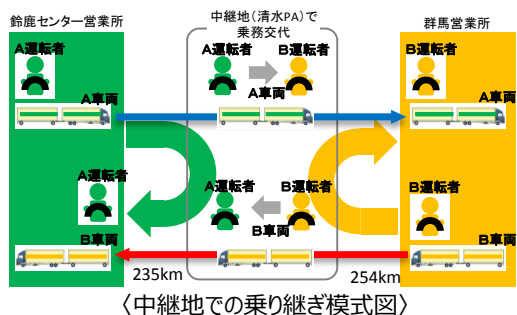 鈴鹿センター営業所
中継地（清水PA）で
乗務交代
群馬営業所
A運転者
A車両
A運転者
B運転者
A車両
B運転者
A車両
A運転者
B車両
A運転者
B運転者
B車両
B運転者
B車両
235km
254km
〈中継地での乗り継ぎ模式図〉